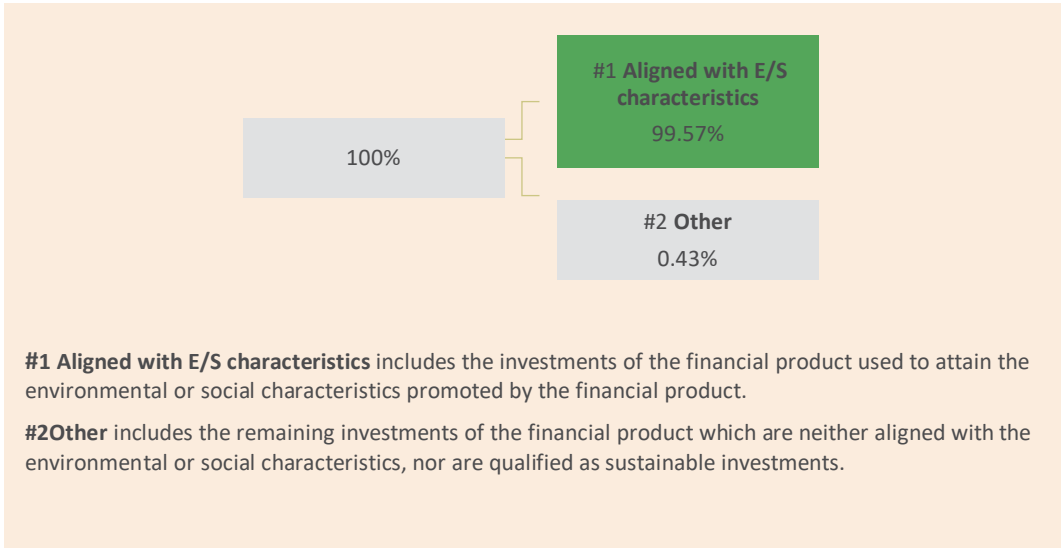 #1 Aligned with E/S
characteristics
99.57%
100%
#2 Other
0.43%
#1 Aligned with E/S characteristics includes the investments of the financial product used to attain the
environmental or social characteristics promoted by the financial product.
#2Other includes the remaining investments of the financial product which are neither aligned with the
environmental or social characteristics, nor are qualified as sustainable investments.